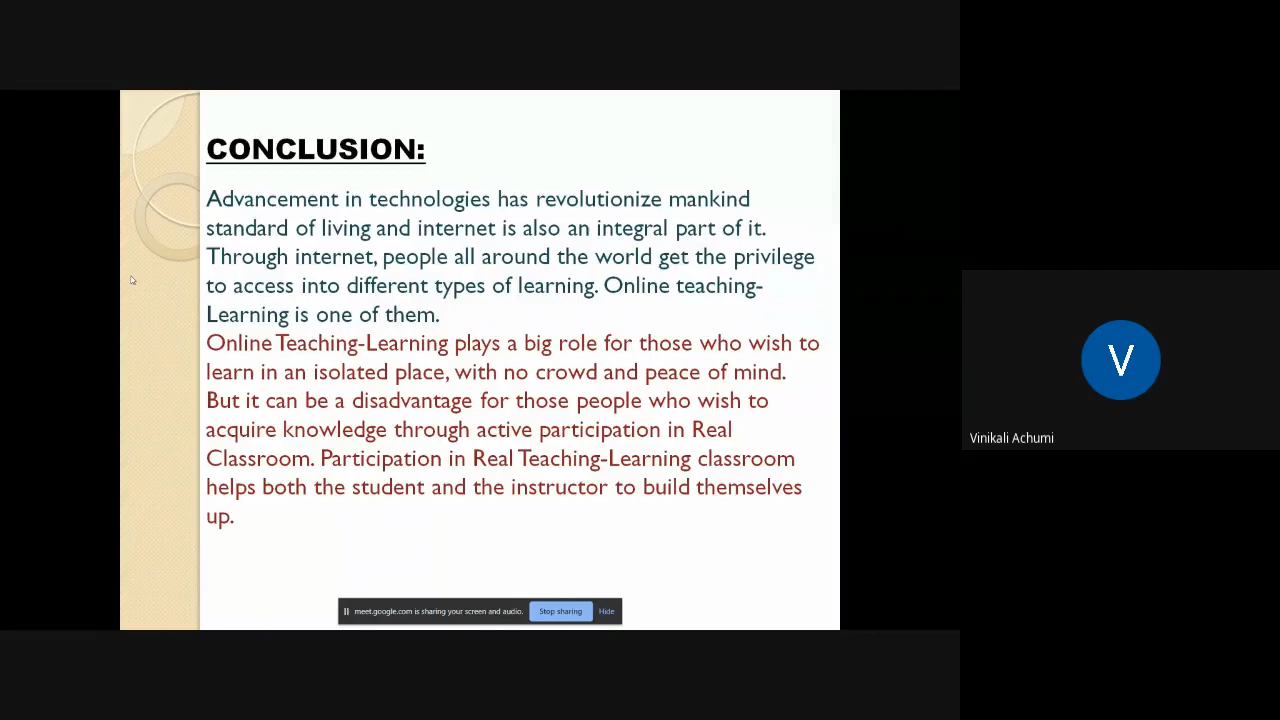 CONCLUSION:
Advancement in technologies has revolutionize mankind
standard of living and internet is also an integral part of it.
Through internet, people all around the world get the privilege
to access into different types of learning. Online teaching-
Learning is one of them.
Online Teaching-Learning plays a big role for those who wish to
learn in an isolated place, with no crowd and peace of mind.
But it can be a disadvantage for those people who wish to
acquire knowledge through active participation in Real
Classroom. Participation in Real Teaching-Learning classroom
helps both the student and the instructor to build themselves
up.
meet.google.com is sharing your screen and audio. Stop sharing Hide
V
Vinikali Achumi